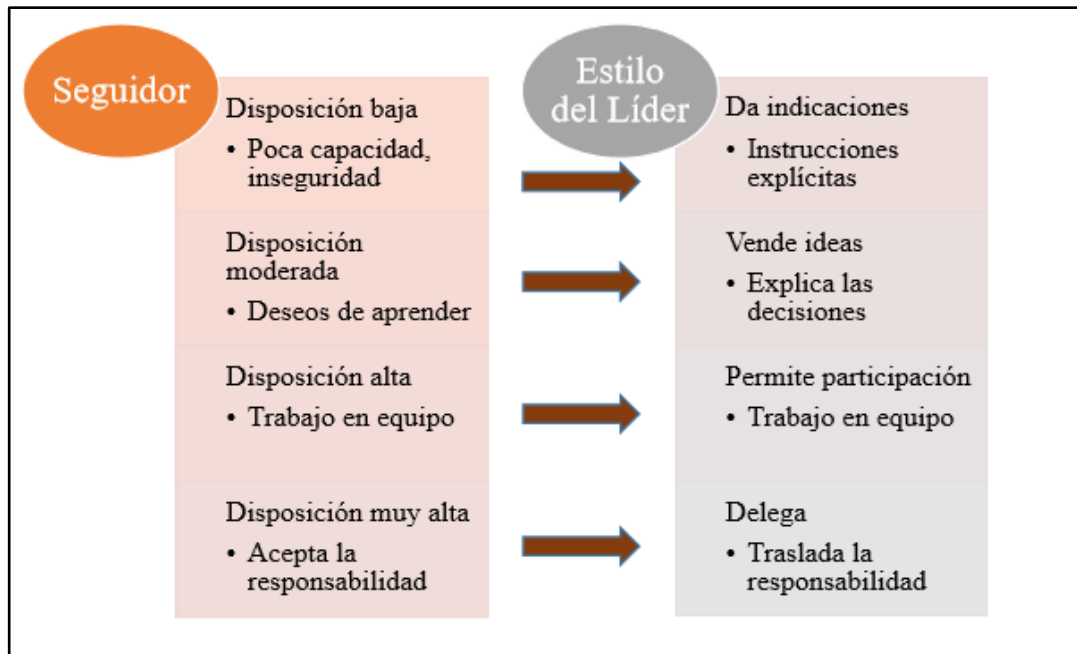 Seguidor
Disposición baja
• Poca capacidad,
inseguridad
Disposición
moderada
• Deseos de aprender
Disposición alta
• Trabajo en equipo
Disposición muy alta
• Acepta la
responsabilidad
Estilo
del Líder
Da indicaciones
• Instrucciones
explícitas
Vende ideas
• Explica las
decisiones
Permite participación
• Trabajo en equipo
Delega
• Traslada la
responsabilidad